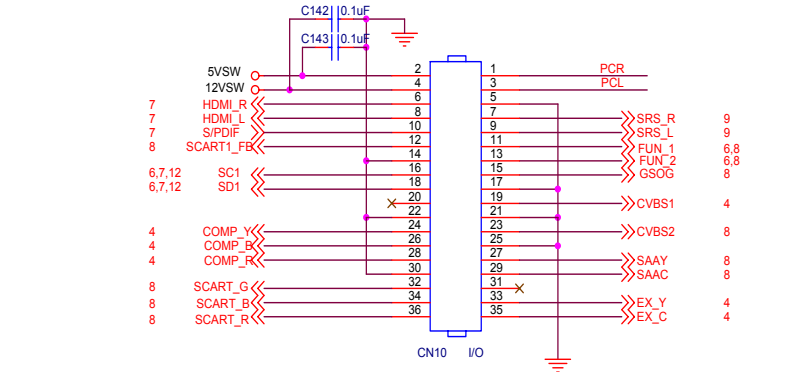 C142 0.1uF
C143 0.1uF
5VSW 2 1 PCR
12VSW 4 3 PCL
7 HDMI_R 6 5
7 HDMI_L 8 7 SRS_R 9
7 S/PDIF 10 9 SRS_L 9
8 SCART1_FB 12 11 FUN_1 6,8
14 13 FUN_2 6,8
6,7,12 SC1 16 15 GSOG 8
6,7,12 SD1 18 17
20 19 CVBS1 4
22 21
4 COMP_Y 24 23 CVBS2 8
4 COMP_B 26 25
4 COMP_R 28 27 SAAY 8
30 29 SAAC 8
8 SCART_G 32 31
8 SCART_B 34 33 EX_Y 4
8 SCART_R 36 35 EX_C 4
CN10 I/O